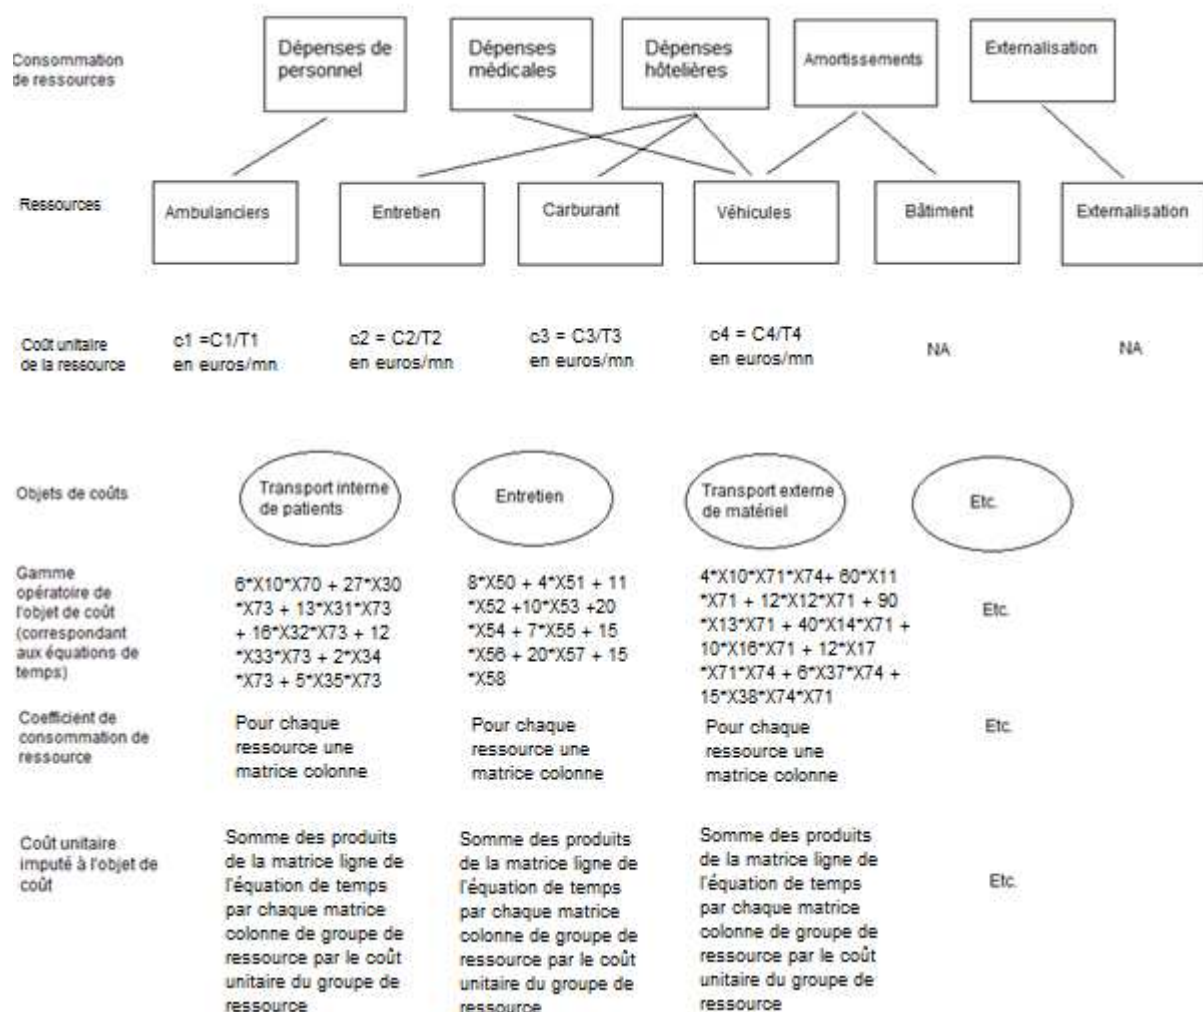 Consommation
de ressources
Dépenses de
personnel
Dépenses
médicales
Dépenses
hôtelières
Amortissements
Externalisation
Ressources
Ambulanciers
Entretien
Carburant
Véhicules
Bâtiment
Externalisation
Coût unitaire
de la ressource
c1 =C1/T1
en euros/mn
c2 = C2/T2
en euros/mn
c3 = C3/T3
en euros/mn
c4 = C4/T4
en euros/mn
NA
NA
Objets de coûts
Transport interne
de patients
Entretien
Transport externe
de matériel
Etc.
Gamme
opératoire de
l'objet de coût
(correspondant
aux équations de
temps)
6*X10*X70 + 27*X30
*X73 + 13*X31*X73
+ 16*X32*X73 + 12
*X33*X73 + 2*X34
*X73 + 5*X35*X73
8*X50 + 4*X51 + 11
*X52 +10*X53 +20
*X54 + 7*X55 + 15
*X56 + 20*X57 + 15
*X58
4*X10*X71*X74+ 60*X11
*X71 + 12*X12*X71 + 90
*X13*X71 + 40*X14*X71 +
10*X16*X71 + 12*X17
*X71*X74 + 6*X37*X74 +
15*X38*X74*X71
Etc.
Coefficient de
consommation de
ressource
Pour chaque
ressource une
matrice colonne
Pour chaque
ressource une
matrice colonne
Pour chaque
ressource une
matrice colonne
Etc.
Coût unitaire
imputé à l'objet de
coût
Somme des produits
de la matrice ligne de
l'équation de temps
par chaque matrice
colonne de groupe de
ressource par le coût
unitaire du groupe de
ressource
Somme des produits
de la matrice ligne de
l'équation de temps
par chaque matrice
colonne de groupe de
ressource par le coût
unitaire du groupe de
ressource
Somme des produits
de la matrice ligne de
l'équation de temps
par chaque matrice
colonne de groupe de
ressource par le coût
unitaire du groupe de
ressource
Etc.